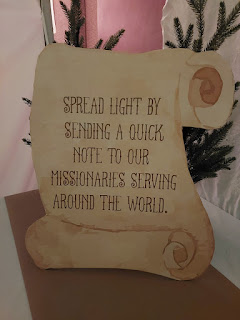 SPREAD LIGHT BY
SENDING A QUICK
NOTE TO OUR
MISSIONARIES SERVING
AROUND THE WORLD.